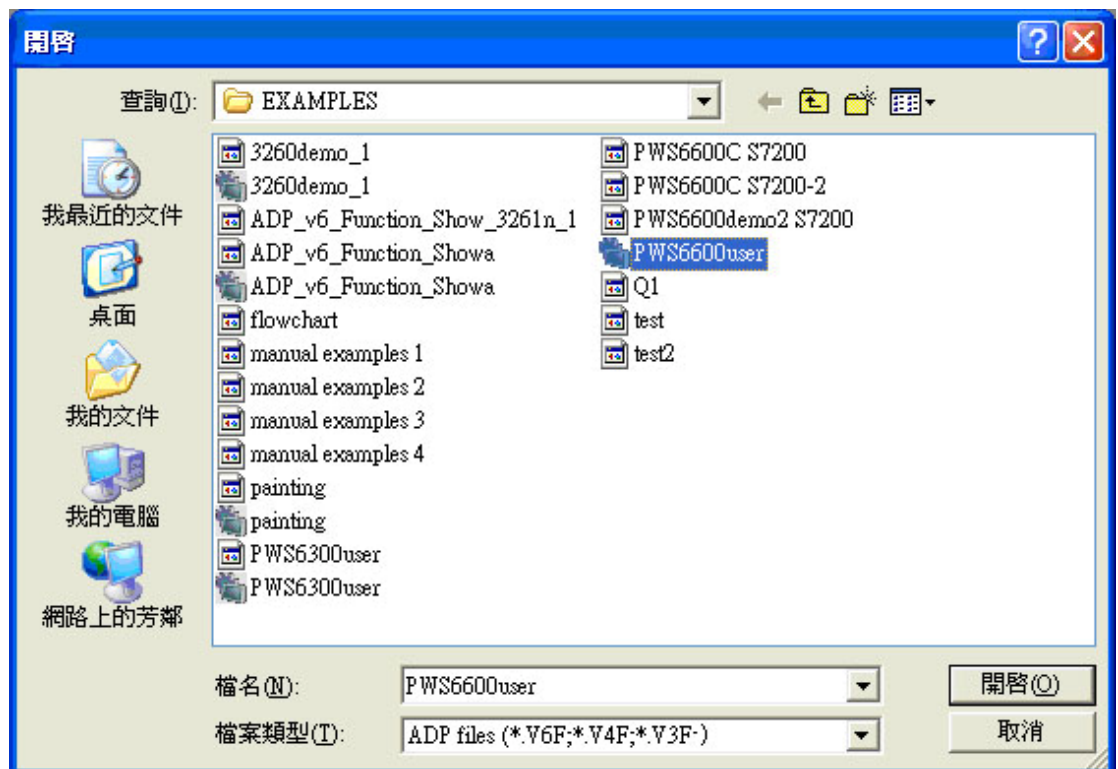 開啓
查詢(I):
EXAMPLES
我最近的文件
桌面
我的文件
我的電腦
網路上的芳鄰
3260demo_1
3260demo_1
ADP_v6_Function_Show_3261n_1
ADP_v6_Function_Showa
ADP_v6_Function_Showa
flowchart
manual examples 1
manual examples 2
manual examples 3
manual examples 4
painting
painting
PWS6300user
PWS6300user
PWS6600C S7200
PWS6600C S7200-2
PWS6600demo2 S7200
PWS6600user
Q1
test
test2
檔名(N):
PWS6600user
開啓(O)
檔案類型(T):
ADP files (*.V6F;*.V4F;*.V3F-)
取消